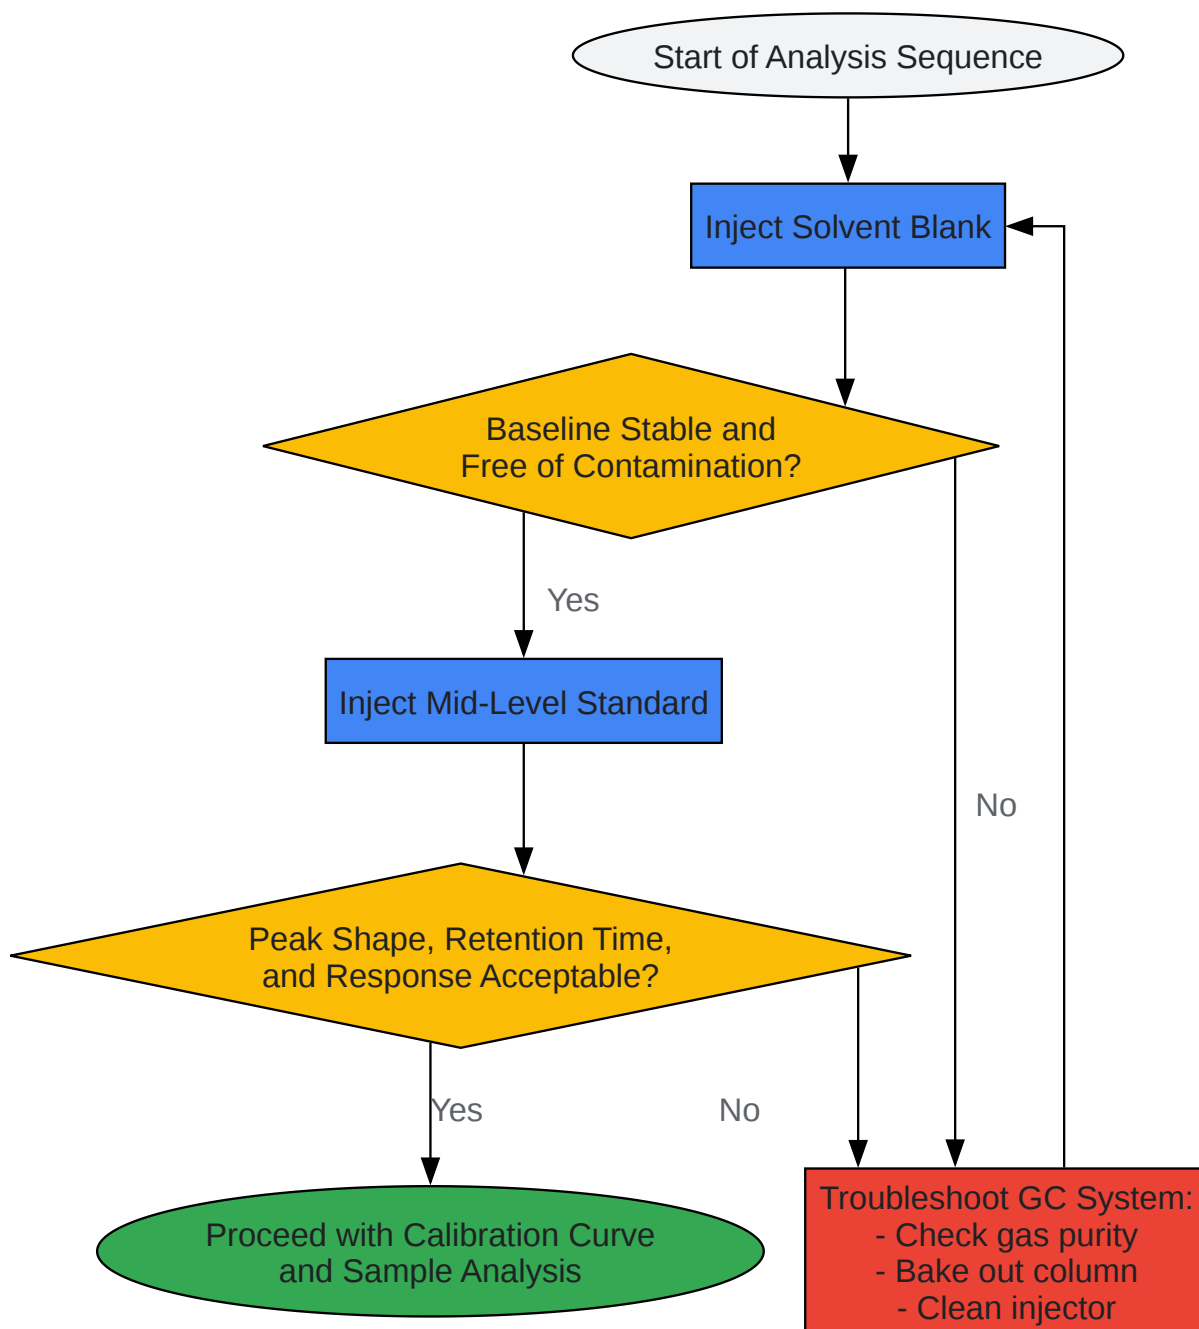 Start of Analysis Sequence
Inject Solvent Blank
Baseline Stable and
Free of Contamination?
Yes
Inject Mid-Level Standard
No
Peak Shape, Retention Time,
and Response Acceptable?
Yes
No
Proceed with Calibration Curve
and Sample Analysis
Troubleshoot GC System:
- Check gas purity
- Bake out column
- Clean injector